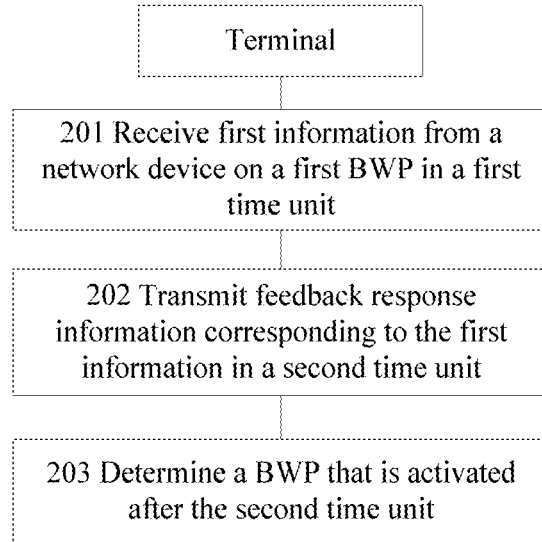 Terminal
201 Receive first information from a
network device on a first BWP in a first
time unit
202 Transmit feedback response
information corresponding to the first
information in a second time unit
203 Determine a BWP that is activated
after the second time unit